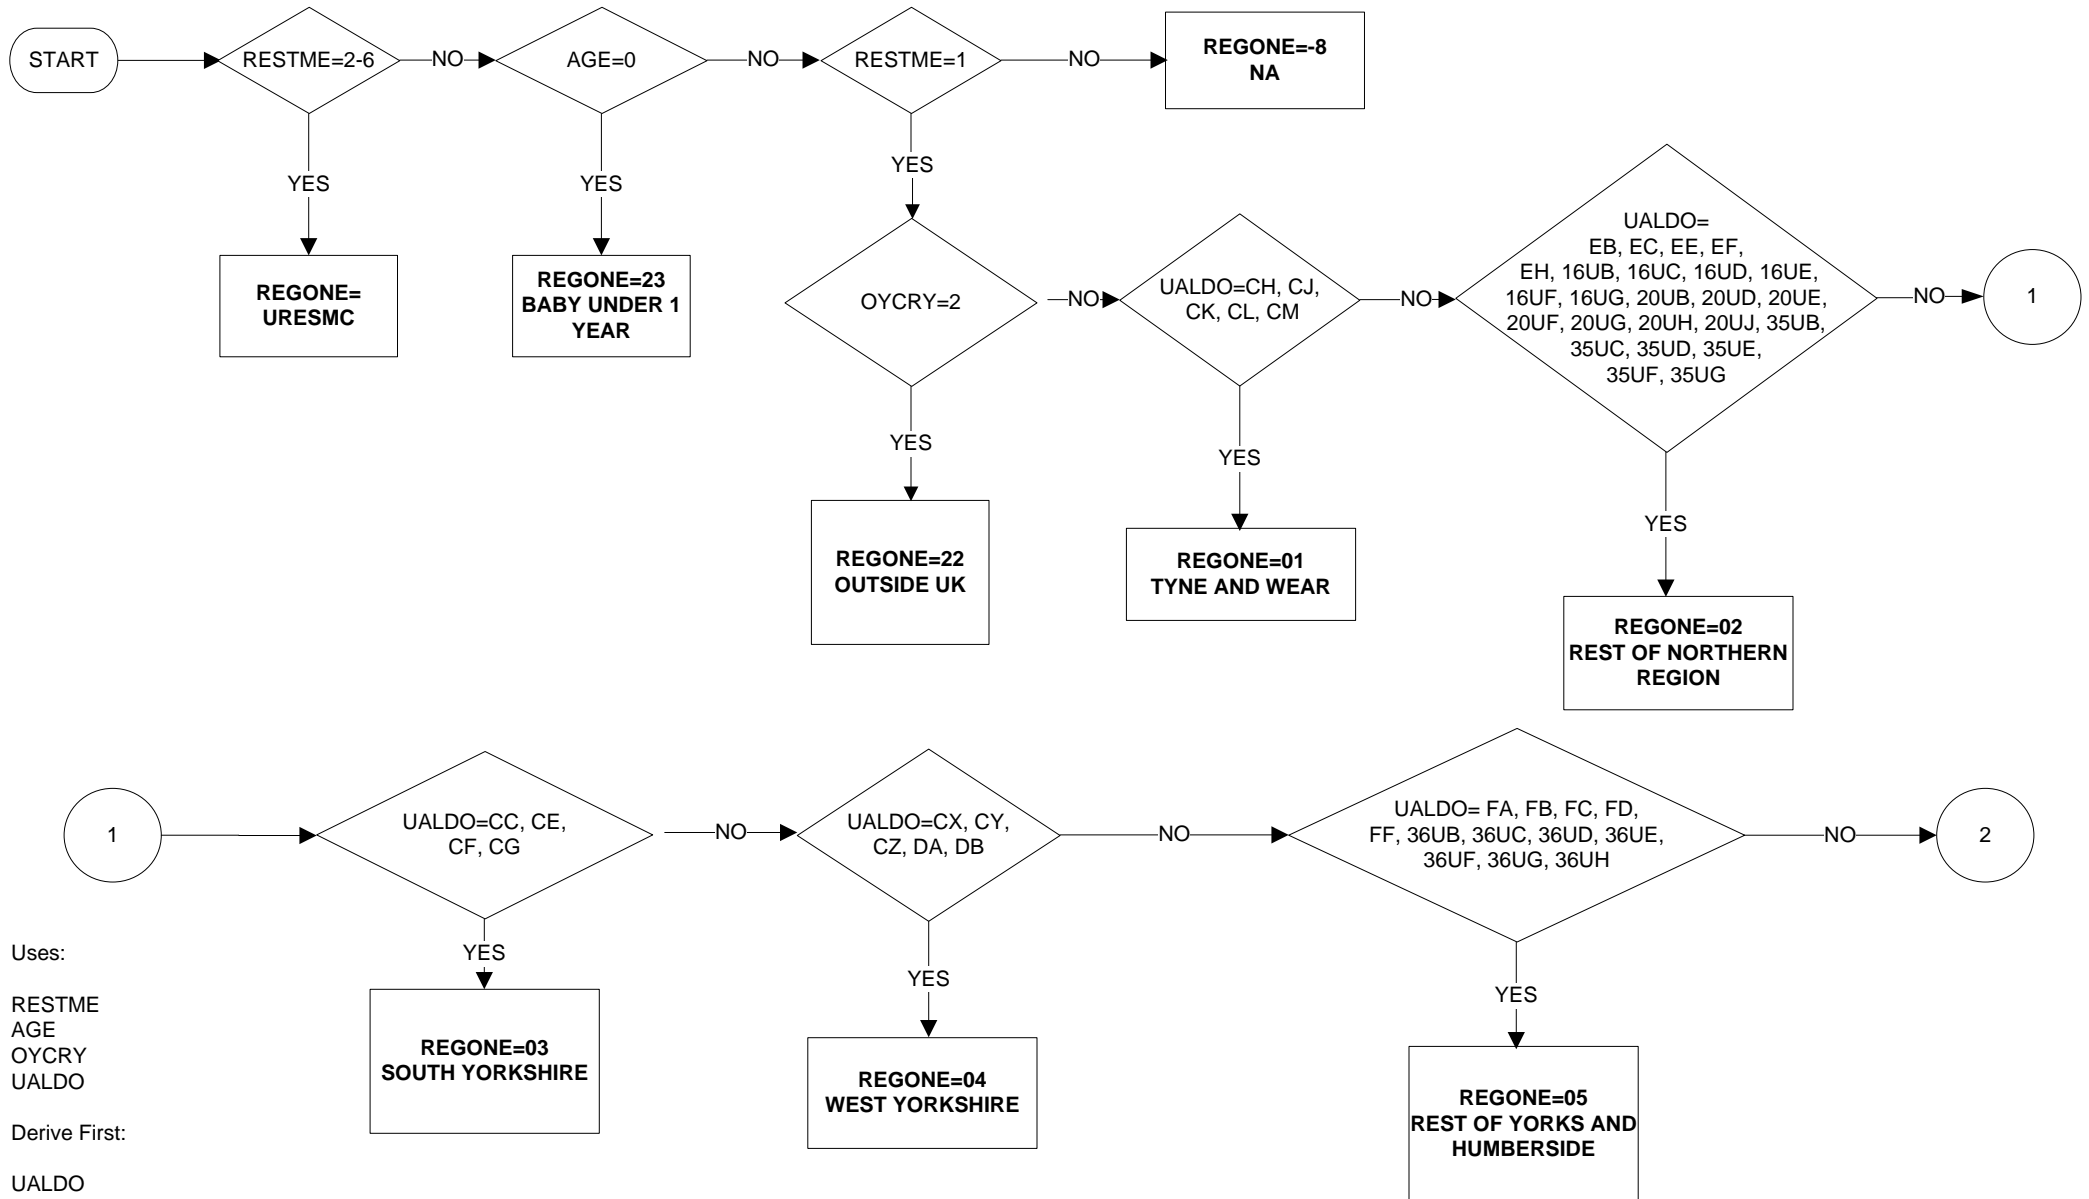 START
RESTME=2-6
NO
AGE=0
NO
RESTME=1
NO
REGONE=-8
NA
YES
REGONE=
URESMC
YES
REGONE=23
BABY UNDER 1
YEAR
YES
OYCRY=2
NO
UALDO=CH, CJ,
CK, CL, CM
NO
UALDO=
EB, EC, EE, EF,
EH, 16UB, 16UC, 16UD, 16UE,
16UF, 16UG, 20UB, 20UD, 20UE,
20UF, 20UG, 20UH, 20UJ, 35UB,
35UC, 35UD, 35UE,
35UF, 35UG
NO
1
YES
REGONE=22
OUTSIDE UK
YES
REGONE=01
TYNE AND WEAR
YES
REGONE=02
REST OF NORTHERN
REGION
1
UALDO=CC, CE,
CF, CG
NO
UALDO=CX, CY,
CZ, DA, DB
NO
UALDO= FA, FB, FC, FD,
FF, 36UB, 36UC, 36UD, 36UE,
36UF, 36UG, 36UH
NO
2
YES
REGONE=03
SOUTH YORKSHIRE
YES
REGONE=04
WEST YORKSHIRE
YES
REGONE=05
REST OF YORKS AND
HUMBERSIDE
Uses:
RESTME
AGE
OYCRY
UALDO
Derive First:
UALDO